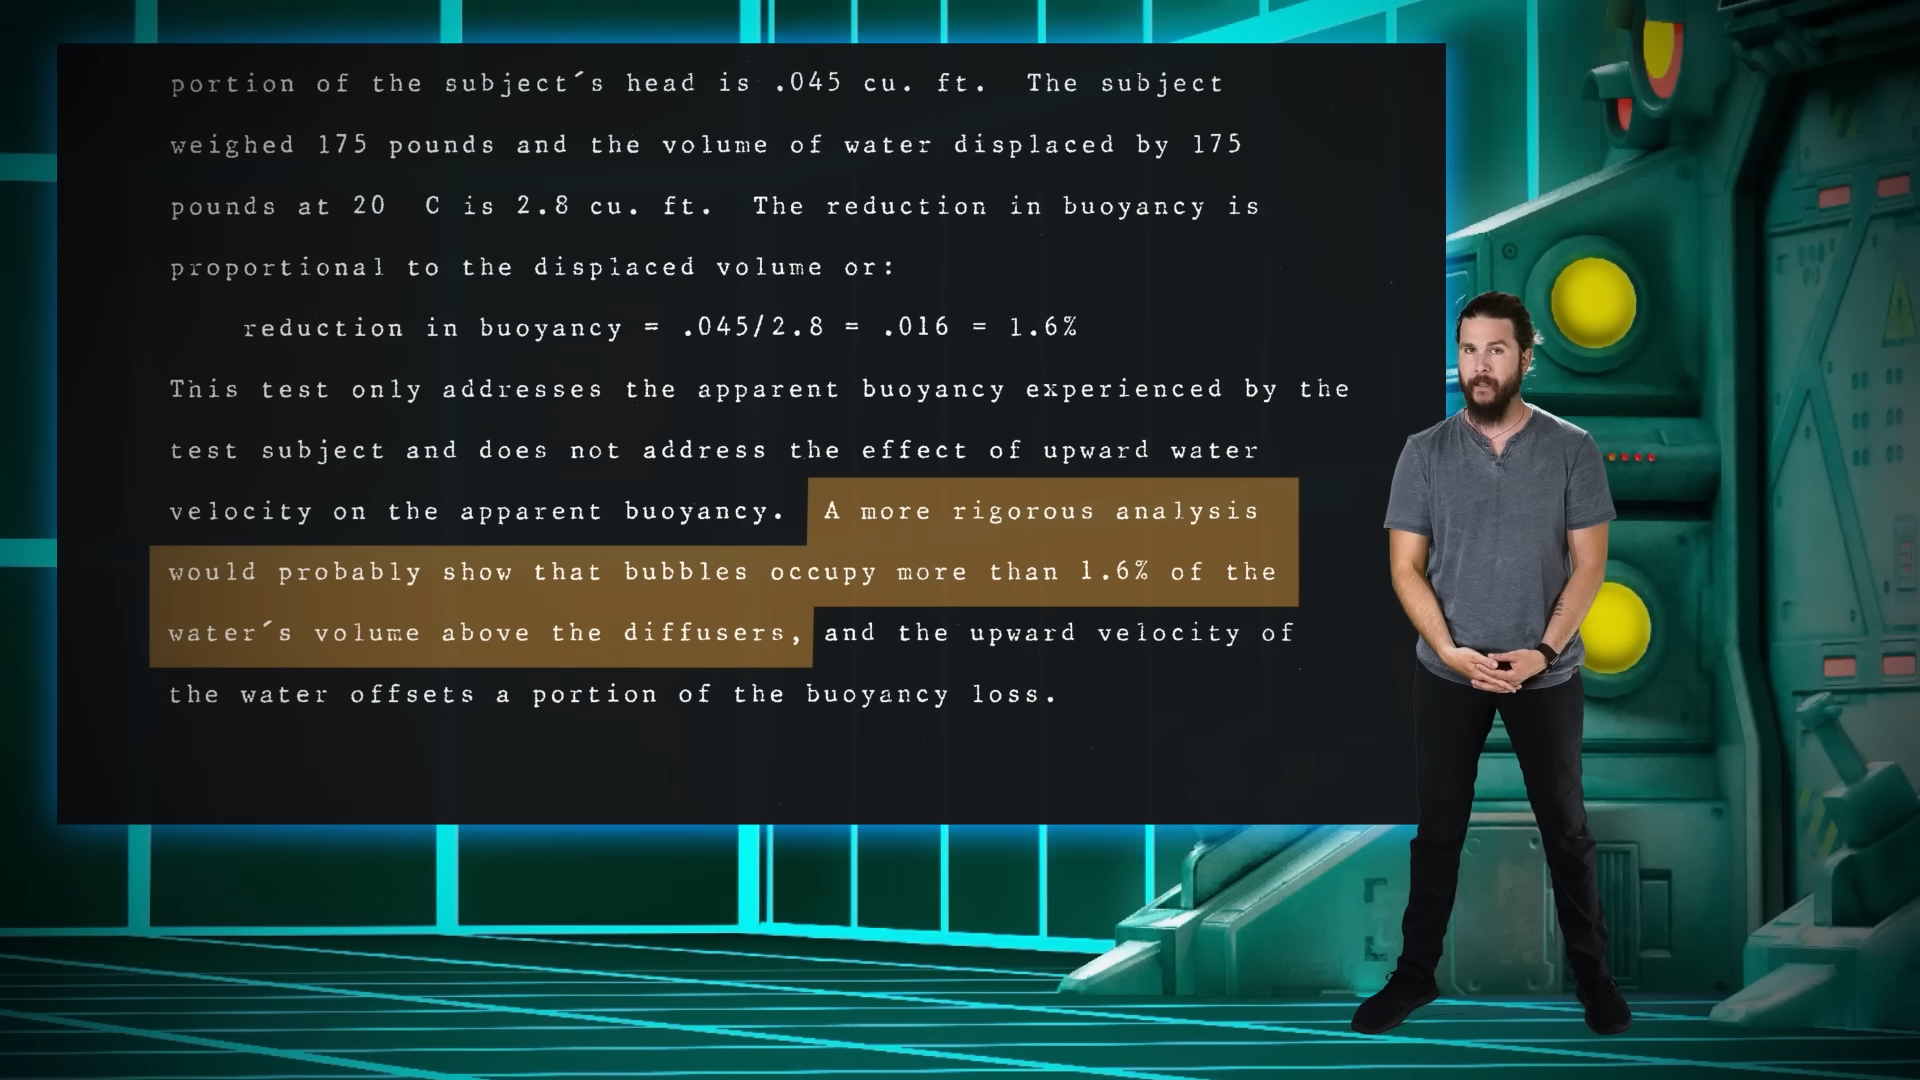 portion of the subject´s head is .045 cu. ft. The subject
weighed 175 pounds and the volume of water displaced by 175
pounds at 20 C is 2.8 cu. ft. The reduction in buoyancy is
proportional to the displaced volume or:
reduction in buoyancy = .045/2.8 = .016 = 1.6%
This test only addresses the apparent buoyancy experienced by the
test subject and does not address the effect of upward water
velocity on the apparent buoyancy. A more rigorous analysis
would probably show that bubbles occupy more than 1.6% of the
water´s volume above the diffusers, and the upward velocity of
the water offsets a portion of the buoyancy loss.